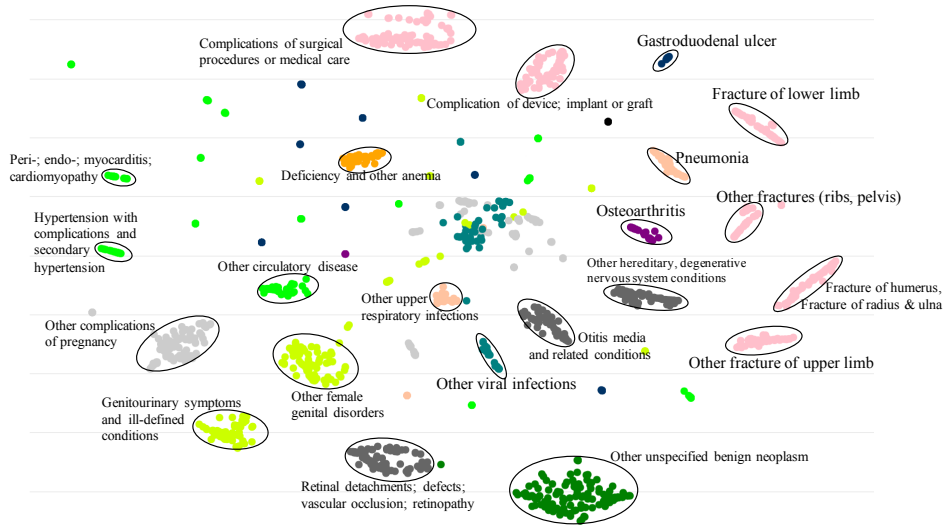 Complications of surgical
procedures or medical care
Gastroduodenal ulcer
Complication of device; implant or graft
Fracture of lower limb
Peri-; endo-; myocarditis;
cardiomyopathy
Deficiency and other anemia
Pneumonia
Other fractures (ribs, pelvis)
Hypertension with
complications and
secondary
hypertension
Osteoarthritis
Other circulatory disease
Other hereditary, degenerative
nervous system conditions
Other upper
respiratory infections
Fracture of humerus,
Fracture of radius & ulna
Other complications
of pregnancy
Otitis media
and related conditions
Other fracture of upper limb
Other viral infections
Other female
genital disorders
Genitourinary symptoms
and ill-defined
conditions
Other unspecified benign neoplasm
Retinal detachments; defects;
vascular occlusion; retinopathy